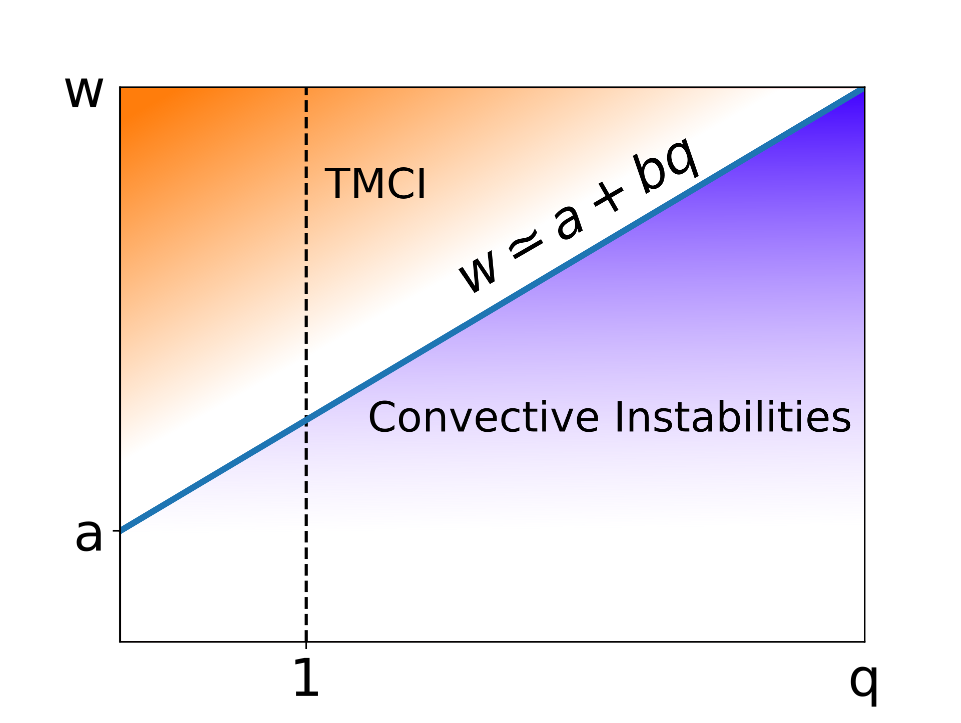 w
TMCI
w ≃ a + bq
Convective Instabilities
a
1
q